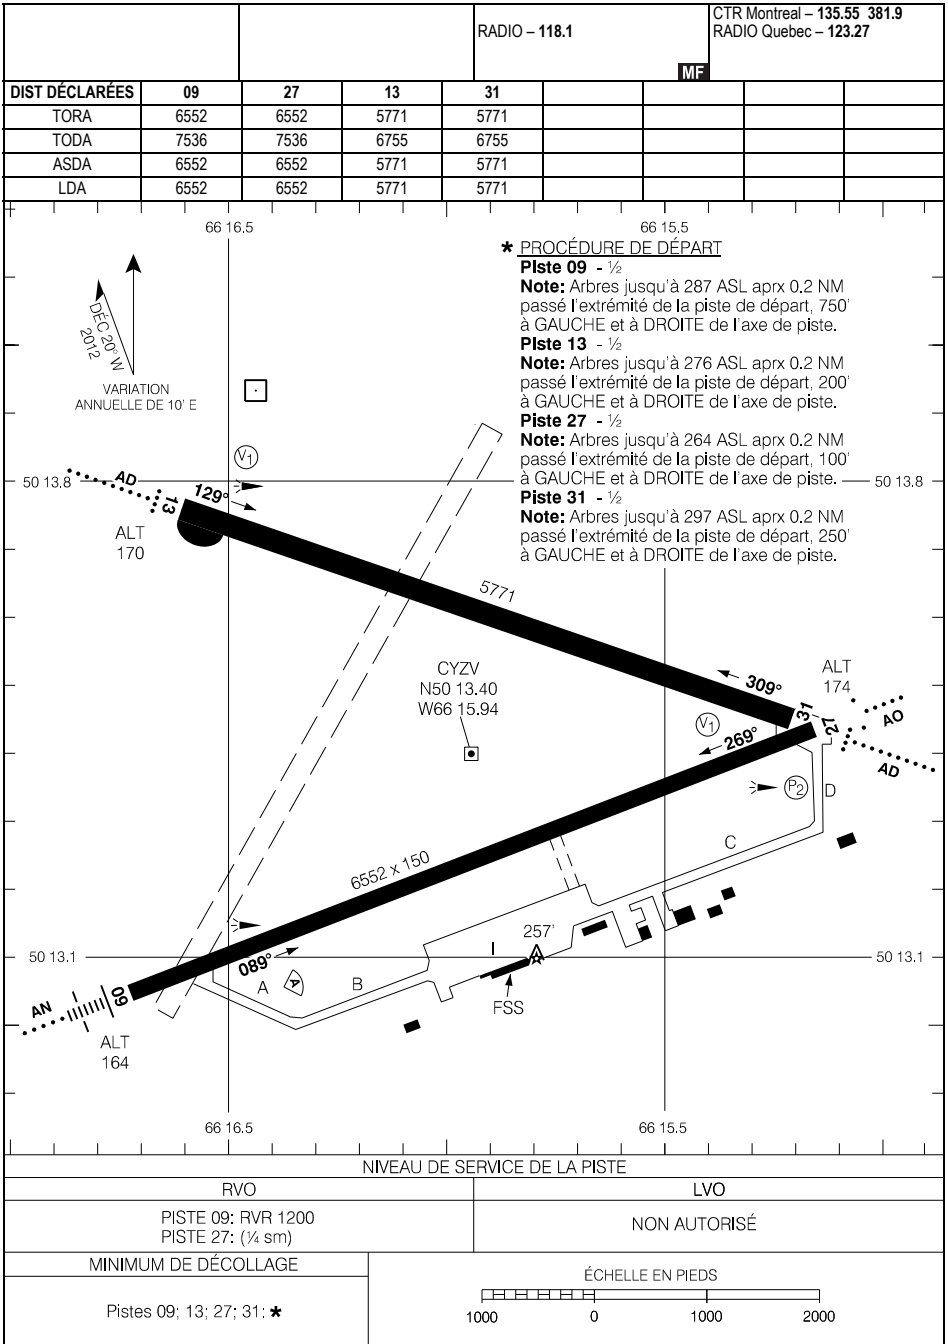 RADIO – 118.1
MF
CTR Montreal – 135.55 381.9
RADIO Quebec – 123.27
DIST DÉCLARÉES 09 27 13 31
TORA 6552 6552 5771 5771
TODA 7536 7536 6755 6755
ASDA 6552 6552 5771 5771
LDA 6552 6552 5771 5771
66 16.5
66 15.5
DÉC 20° W
2012
VARIATION
ANNUELLE DE 10' E
* PROCÉDURE DE DÉPART
Piste 09 - ½
Note: Arbres jusqu'à 287 ASL aprx 0.2 NM
passé l'extrémité de la piste de départ, 750'
à GAUCHE et à DROITE de l'axe de piste.
Piste 13 - ½
Note: Arbres jusqu'à 276 ASL aprx 0.2 NM
passé l'extrémité de la piste de départ, 200'
à GAUCHE et à DROITE de l'axe de piste.
Piste 27 - ½
Note: Arbres jusqu'à 264 ASL aprx 0.2 NM
passé l'extrémité de la piste de départ, 100'
à GAUCHE et à DROITE de l'axe de piste.
Piste 31 - ½
Note: Arbres jusqu'à 297 ASL aprx 0.2 NM
passé l'extrémité de la piste de départ, 250'
à GAUCHE et à DROITE de l'axe de piste.
V1
50 13.8
50 13.8
AD
13
129°
ALT
170
5771
CYZV
N50 13.40
W66 15.94
309°
ALT
174
31
27
AO
AD
V1
269°
P2
D
C
6552 x 150
257'
I
50 13.1
50 13.1
089°
A
A
B
FSS
AN
09
ALT
164
66 16.5
66 15.5
NIVEAU DE SERVICE DE LA PISTE
RVO
LVO
PISTE 09: RVR 1200
PISTE 27: (¼ sm)
NON AUTORISÉ
MINIMUM DE DÉCOLLAGE
Pistes 09; 13; 27; 31: *
ÉCHELLE EN PIEDS
1000 0 1000 2000